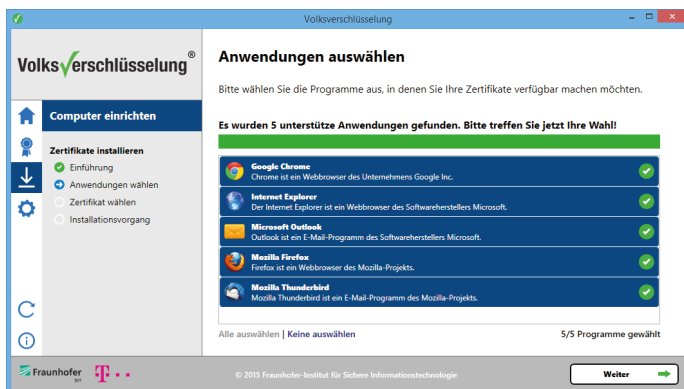 Volksverschlüsselung
Volksverschlüsselung®
Computer einrichten
Zertifikate installieren
Einführung
Anwendungen wählen
Zertifikat wählen
Installationsvorgang
Anwendungen auswählen
Bitte wählen Sie die Programme aus, in denen Sie Ihre Zertifikate verfügbar machen möchten.
Es wurden 5 unterstütze Anwendungen gefunden. Bitte treffen Sie jetzt Ihre Wahl!
Google Chrome
Chrome ist ein Webbrowser des Unternehmens Google Inc.
Internet Explorer
Der Internet Explorer ist ein Webbrowser des Softwareherstellers Microsoft.
Microsoft Outlook
Outlook ist ein E-Mail-Programm des Softwareherstellers Microsoft.
Mozilla Firefox
Firefox ist ein Webbrowser des Mozilla-Projekts.
Mozilla Thunderbird
Mozilla Thunderbird ist ein E-Mail-Programm des Mozilla-Projekts.
Alle auswählen | Keine auswählen
5/5 Programme gewählt
Fraunhofer
SIT
T
© 2015 Fraunhofer-Institut für Sichere Informationstechnologie
Weiter